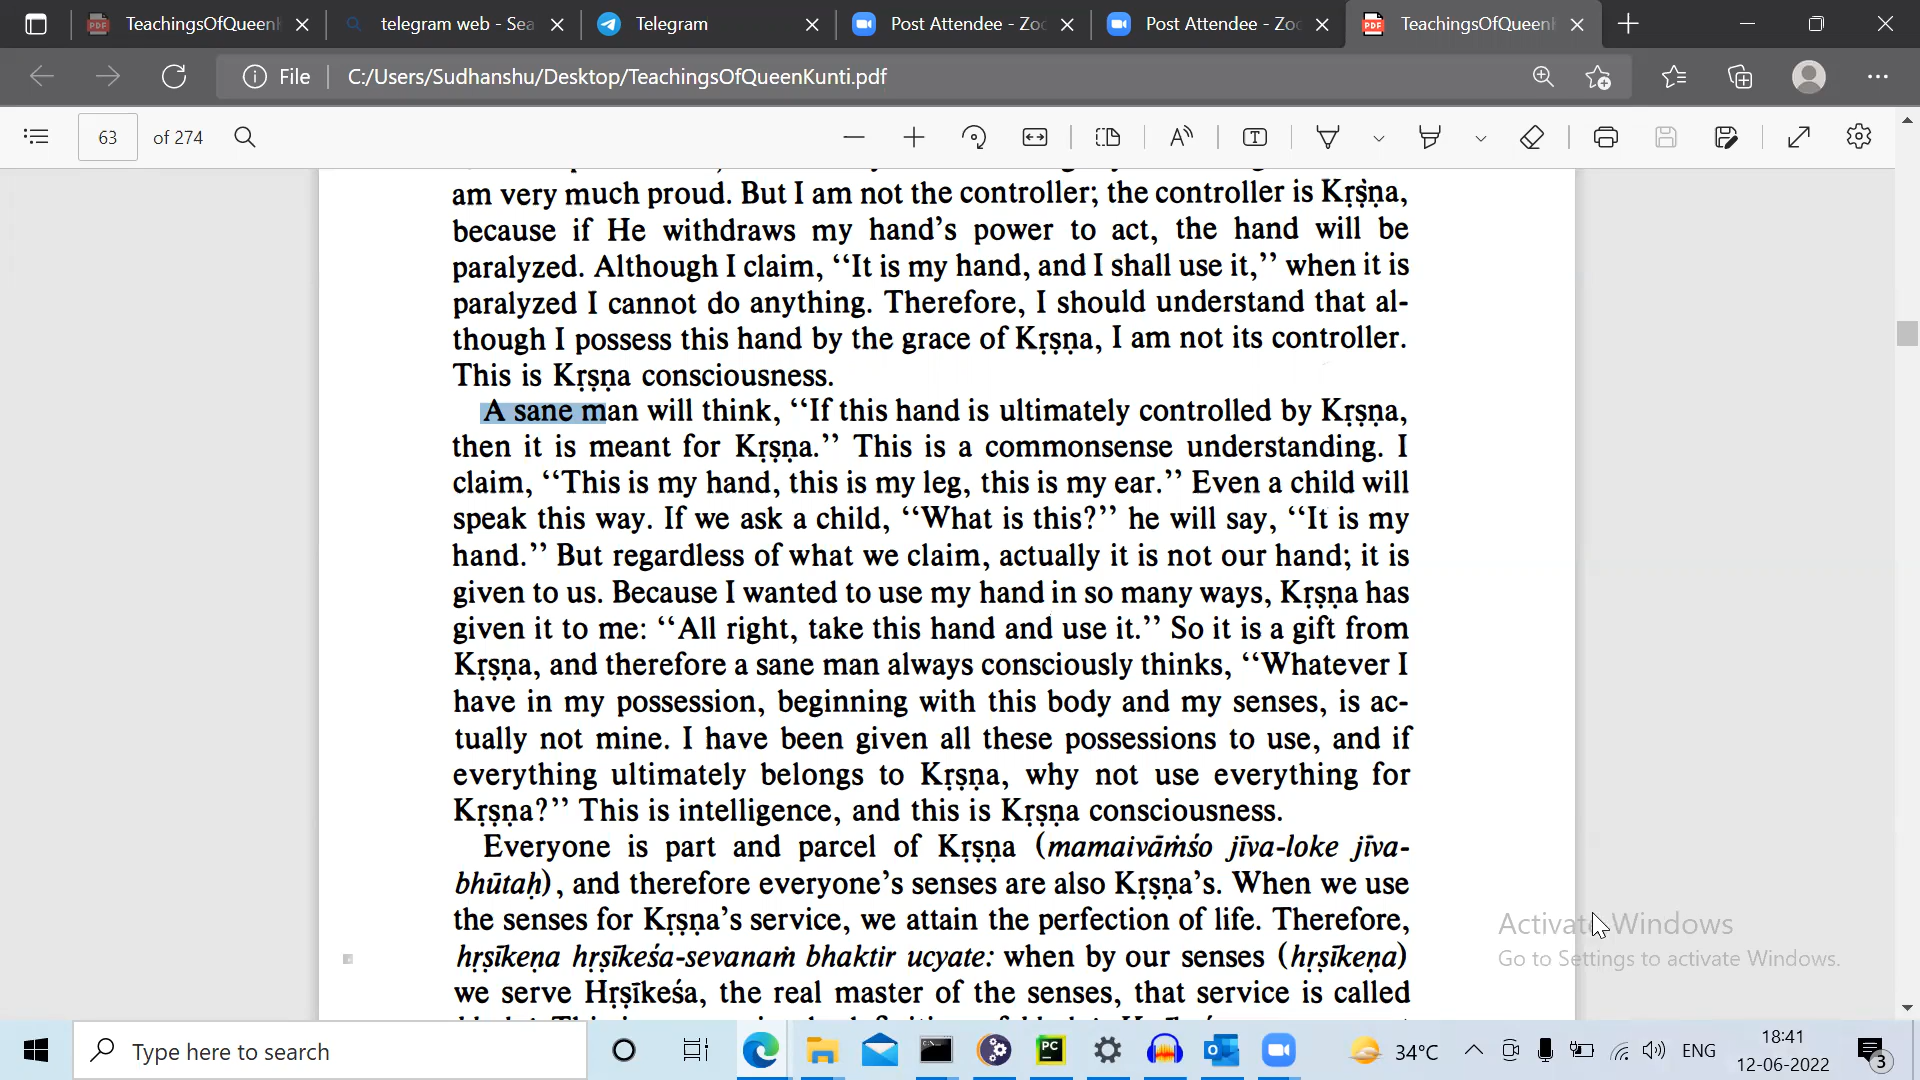 TeachingsOfQueenK
telegram web - Sea
Telegram
Post Attendee - Zoo
Post Attendee - Zoo
TeachingsOfQueenK
File
C:/Users/Sudhanshu/Desktop/TeachingsOfQueenKunti.pdf
63 of 274
am very much proud. But I am not the controller; the controller is Kṛṣṇa,
because if He withdraws my hand’s power to act, the hand will be
paralyzed. Although I claim, ‘‘It is my hand, and I shall use it,’’ when it is
paralyzed I cannot do anything. Therefore, I should understand that al-
though I possess this hand by the grace of Kṛṣṇa, I am not its controller.
This is Kṛṣṇa consciousness.
A sane man will think, ‘‘If this hand is ultimately controlled by Kṛṣṇa,
then it is meant for Kṛṣṇa.’’ This is a commonsense understanding. I
claim, ‘‘This is my hand, this is my leg, this is my ear.’’ Even a child will
speak this way. If we ask a child, ‘‘What is this?’’ he will say, ‘‘It is my
hand.’’ But regardless of what we claim, actually it is not our hand; it is
given to us. Because I wanted to use my hand in so many ways, Kṛṣṇa has
given it to me: ‘‘All right, take this hand and use it.’’ So it is a gift from
Kṛṣṇa, and therefore a sane man always consciously thinks, ‘‘Whatever I
have in my possession, beginning with this body and my senses, is ac-
tually not mine. I have been given all these possessions to use, and if
everything ultimately belongs to Kṛṣṇa, why not use everything for
Kṛṣṇa?’’ This is intelligence, and this is Kṛṣṇa consciousness.
Everyone is part and parcel of Kṛṣṇa (mamaivāṁśo jīva-loke jīva-
bhūtaḥ), and therefore everyone’s senses are also Kṛṣṇa’s. When we use
the senses for Kṛṣṇa’s service, we attain the perfection of life. Therefore,
hṛṣīkeṇa hṛṣīkeśa-sevanaṁ bhaktir ucyate: when by our senses (hṛṣīkeṇa)
we serve Hṛṣīkeśa, the real master of the senses, that service is called
Activate Windows
Go to Settings to activate Windows.
Type here to search
PC
34°C
ENG
18:41
12-06-2022
3